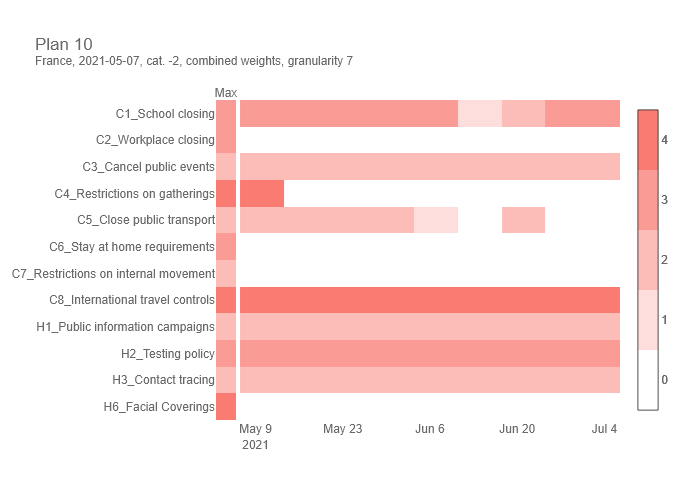 Plan 10
France, 2021-05-07, cat. -2, combined weights, granularity 7
Max
C1_School closing
C2_Workplace closing
C3_Cancel public events
C4_Restrictions on gatherings
C5_Close public transport
C6_Stay at home requirements
C7_Restrictions on internal movement
C8_International travel controls
H1_Public information campaigns
H2_Testing policy
H3_Contact tracing
H6_Facial Coverings
4
3
2
1
0
May 9 May 23 Jun 6 Jun 20 Jul 4
2021